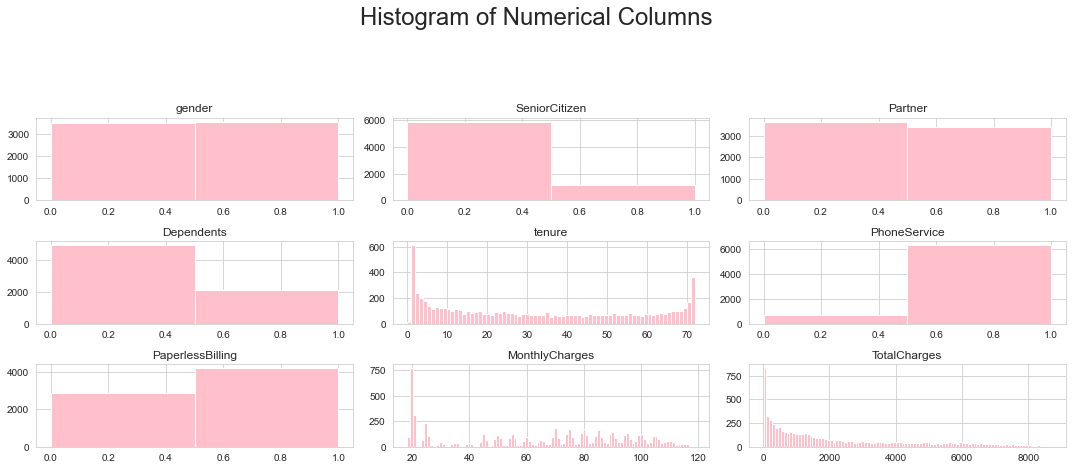 Histogram of Numerical Columns
gender SeniorCitizen Partner
6000
3000 3000
4000
2000 2000
2000
1000 1000
0 0 0
0.0 0.2 0.4 0.6 0.8 1.0 0.0 0.2 0.4 0.6 0.8 1.0 0.0 0.2 0.4 0.6 0.8 1.0
Dependents tenure PhoneService
600 6000
4000
400 4000
2000
200 2000
0 0 0
0.0 0.2 0.4 0.6 0.8 1.0 0 10 20 30 40 50 60 70 0.0 0.2 0.4 0.6 0.8 1.0
PaperlessBilling MonthlyCharges TotalCharges
4000 750 750
500 500
2000
250 250
0 0 0
0.0 0.2 0.4 0.6 0.8 1.0 20 40 60 80 100 120 0 2000 4000 6000 8000